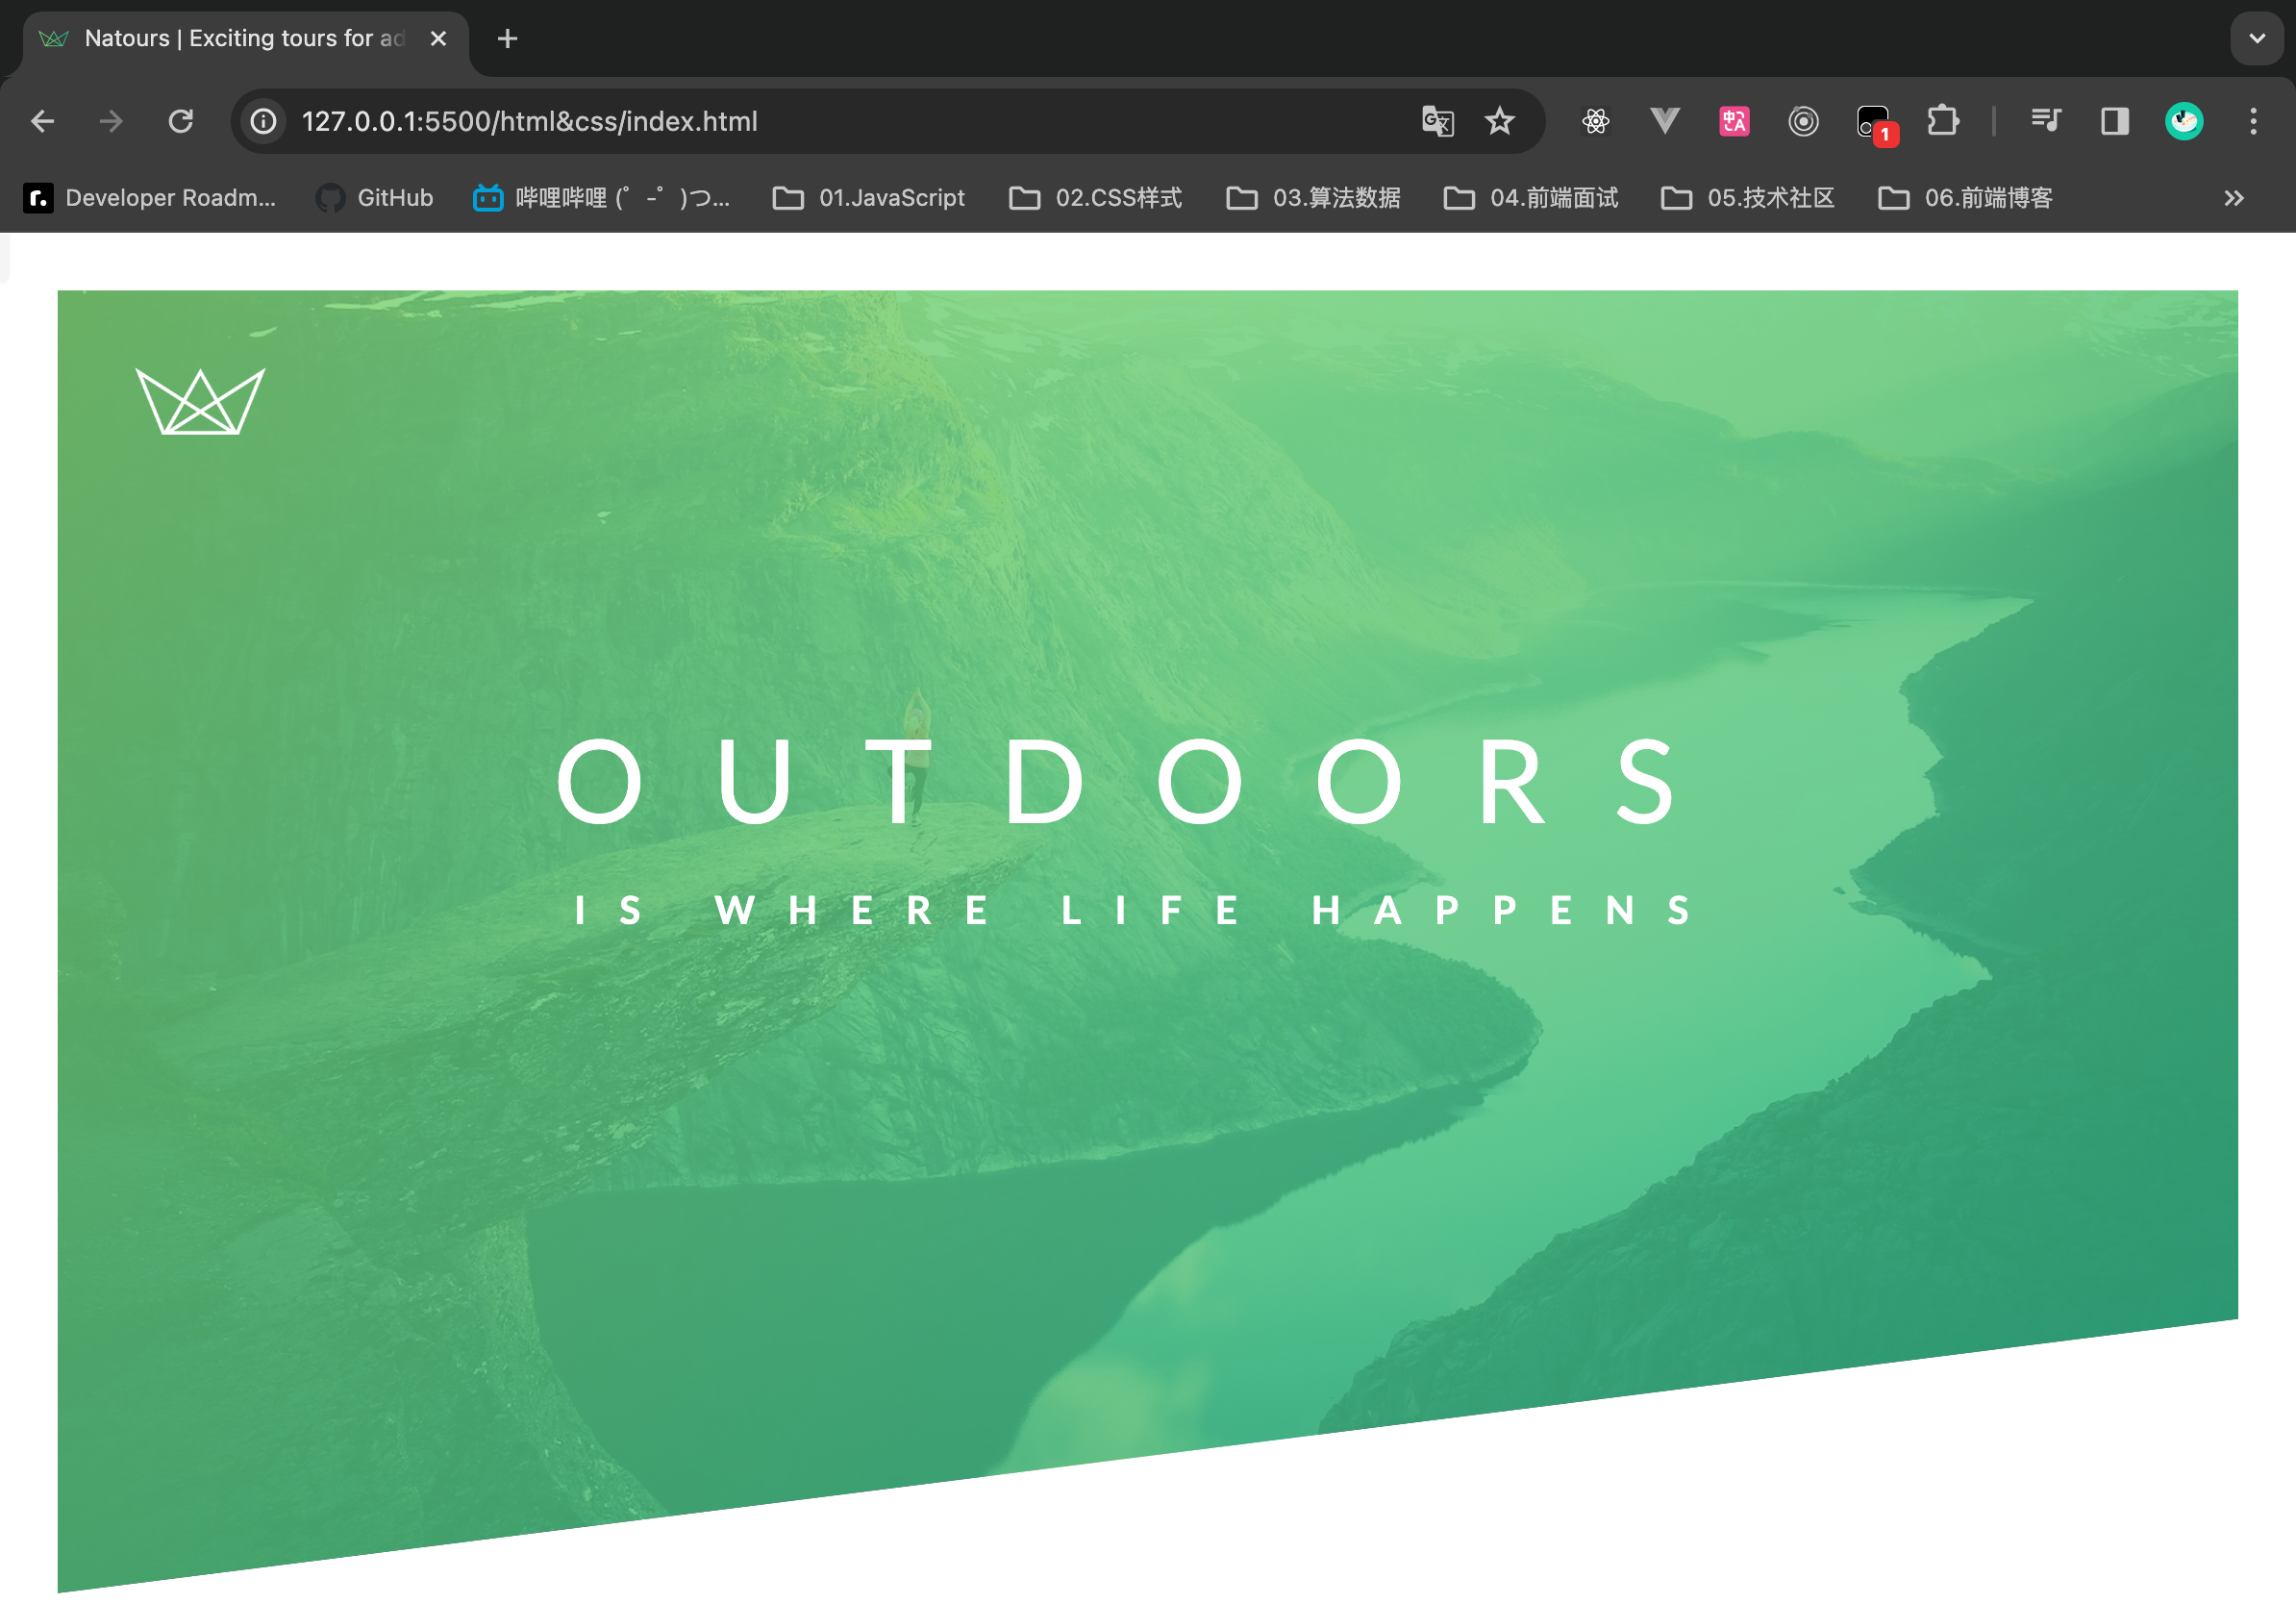 Natours | Exciting tours for ad
127.0.0.1:5500/html&css/index.html
1
Developer Roadm...
GitHub
哔哩哔哩 (゜-゜)つ...
01.JavaScript
02.CSS样式
03.算法数据
04.前端面试
05.技术社区
06.前端博客
OUTDOORS
IS WHERE LIFE HAPPENS